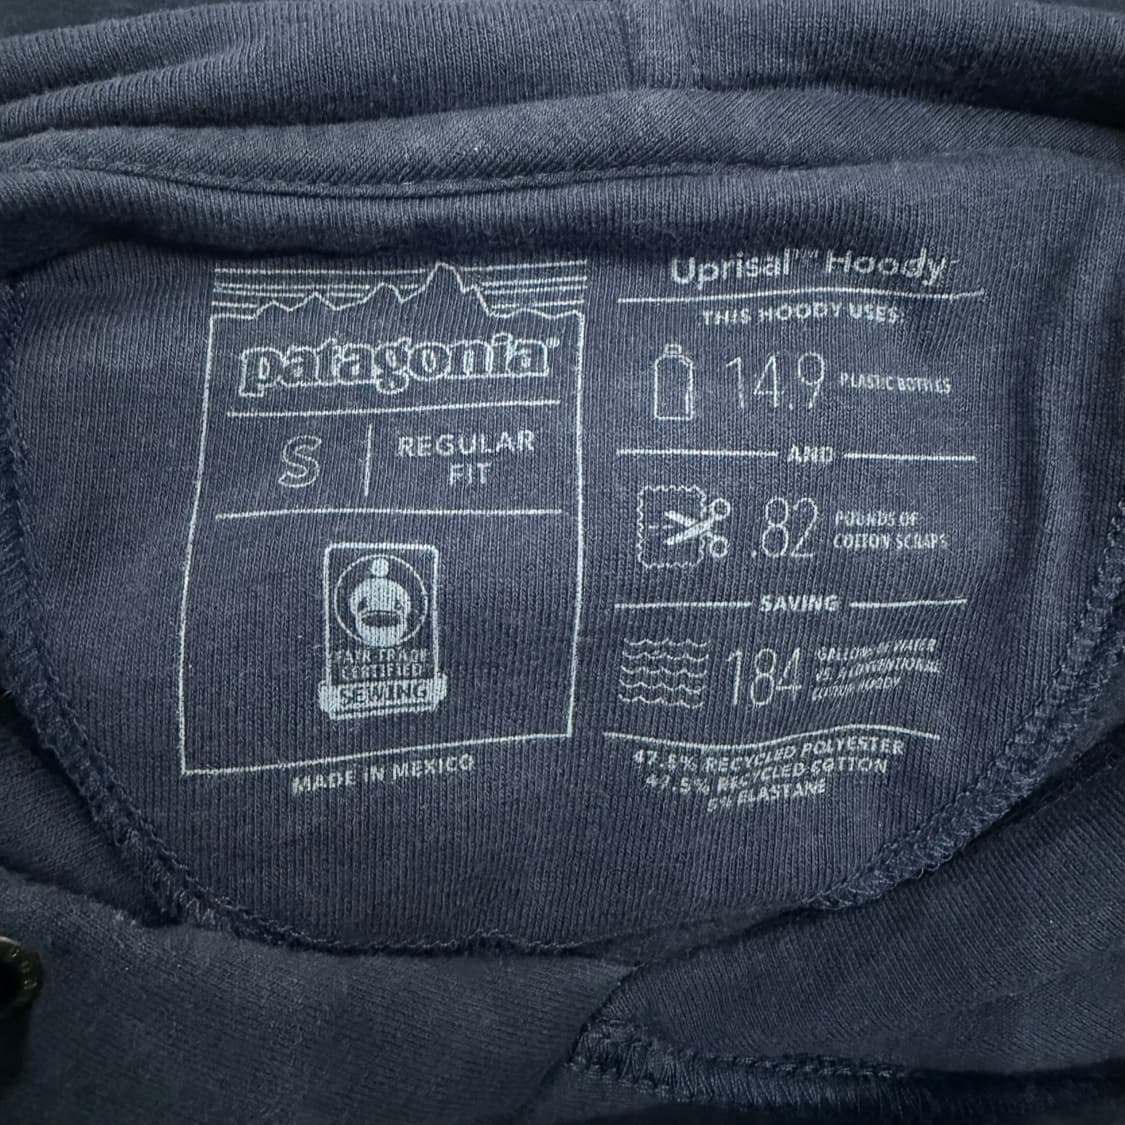 patagonia®
S
REGULAR
FIT
FAIR TRADE
CERTIFIED
SEWING
MADE IN MEXICO
Uprisal™ Hoody
THIS HOODY USES:
14.9
PLASTIC BOTTLES
AND
.82
POUNDS OF
COTTON SCRAPS
SAVING
184
GALLONS OF WATER
VS. CONVENTIONAL
COTTON HOODY
47.5% RECYCLED POLYESTER
47.5% RECYCLED COTTON
5% ELASTANE